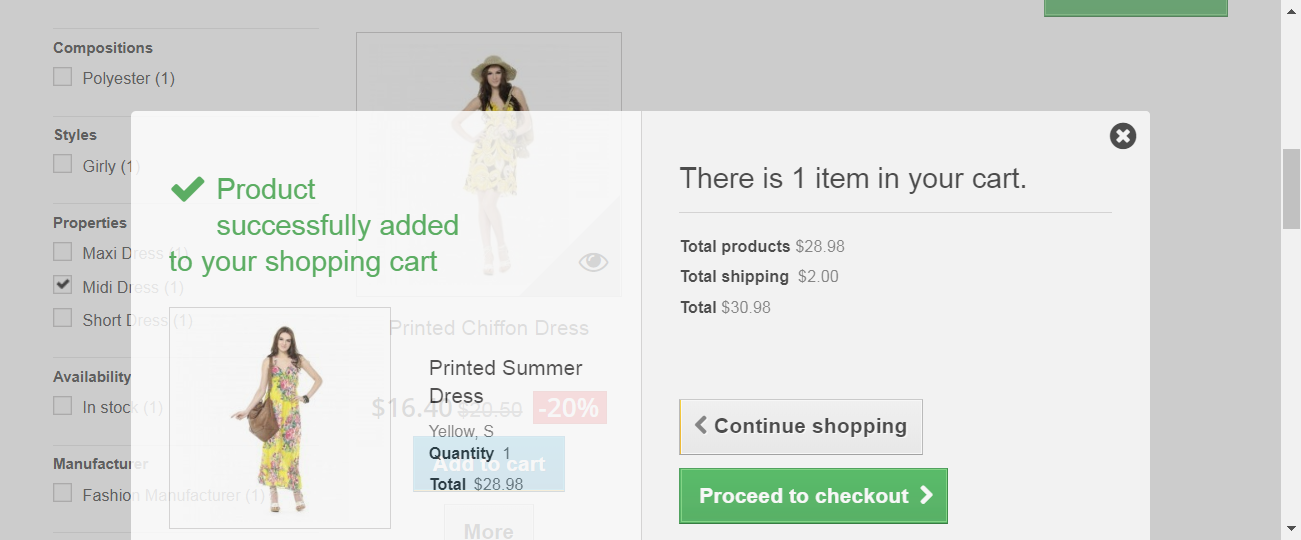 Compositions
Polyester (1)
Styles
Girly (1)
Properties
Maxi Dress (1)
Midi Dress (1)
Short Dress (1)
Availability
In stock (1)
Manufacturer
Fashion Manufacturer (1)
Printed Chiffon Dress
$16.40 $20.50 -20%
Add to cart
More
Product
successfully added
to your shopping cart
Printed Summer
Dress
Yellow, S
Quantity 1
Total $28.98
There is 1 item in your cart.
Total products $28.98
Total shipping $2.00
Total $30.98
Continue shopping
Proceed to checkout